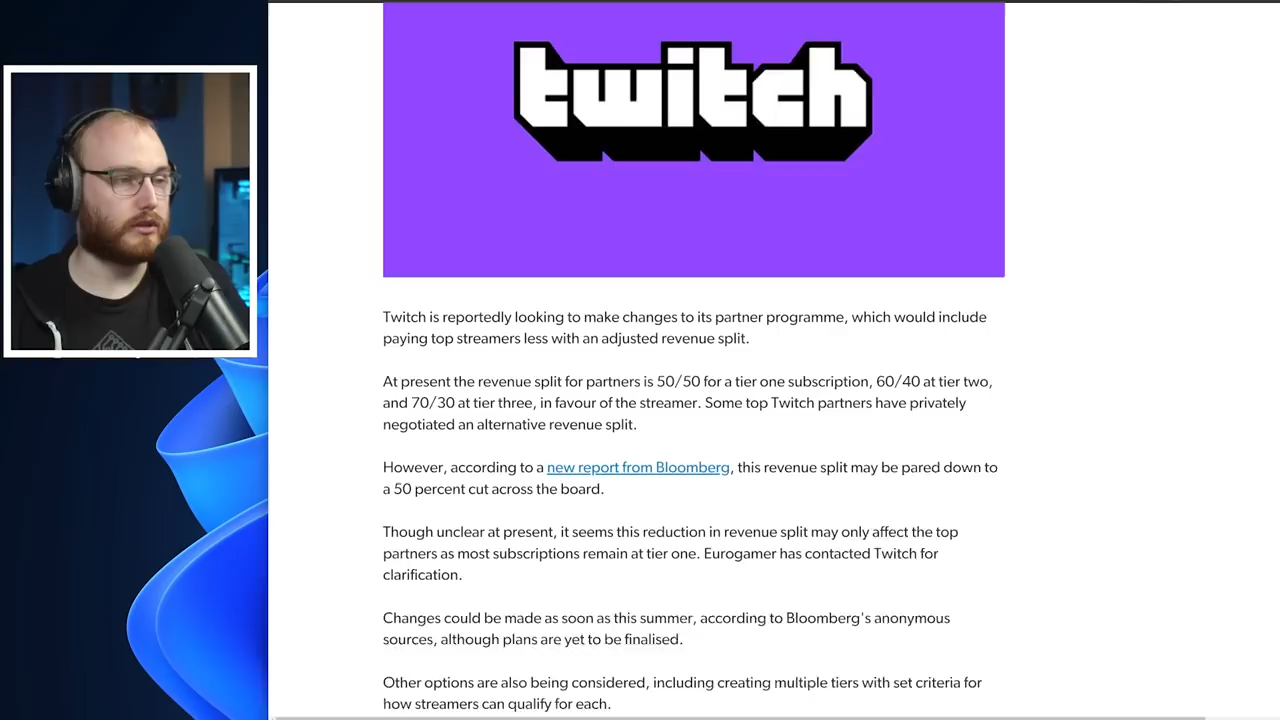 twitch
Twitch is reportedly looking to make changes to its partner programme, which would include
paying top streamers less with an adjusted revenue split.
At present the revenue split for partners is 50/50 for a tier one subscription, 60/40 at tier two,
and 70/30 at tier three, in favour of the streamer. Some top Twitch partners have privately
negotiated an alternative revenue split.
However, according to a new report from Bloomberg, this revenue split may be pared down to
a 50 percent cut across the board.
Though unclear at present, it seems this reduction in revenue split may only affect the top
partners as most subscriptions remain at tier one. Eurogamer has contacted Twitch for
clarification.
Changes could be made as soon as this summer, according to Bloomberg's anonymous
sources, although plans are yet to be finalised.
Other options are also being considered, including creating multiple tiers with set criteria for
how streamers can qualify for each.